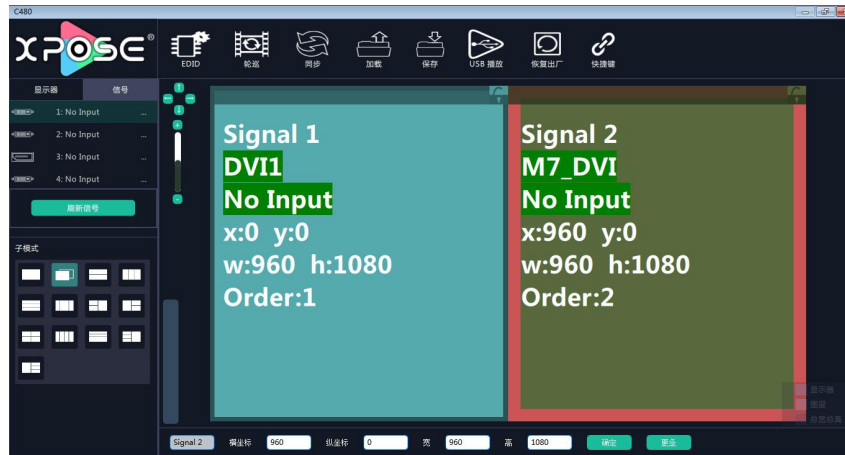 C480
XPOSE®
EDID
轮巡
同步
加载
保存
USB 播放
恢复出厂
快捷键
显示器
信号
1: No Input ...
2: No Input ...
3: No Input ...
4: No Input ...
刷新信号
子模式
Signal 1
DVI1
No Input
x:0 y:0
w:960 h:1080
Order:1
Signal 2
M7_DVI
No Input
x:960 y:0
w:960 h:1080
Order:2
显示器
图层
总宽总高
Signal 2 横坐标 960 纵坐标 0 宽 960 高 1080 确定 更多